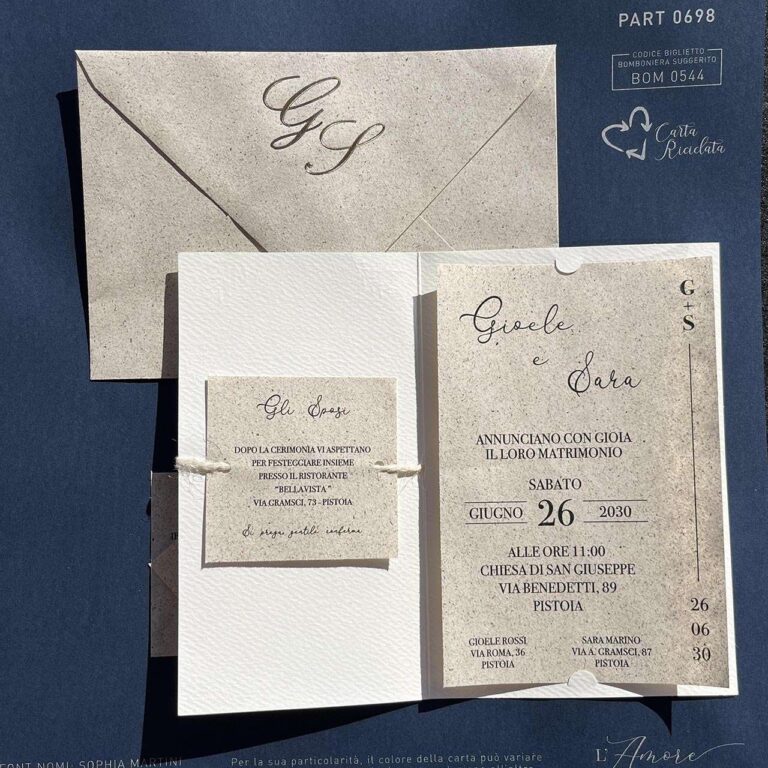 PART 0698
CODICE BIGLIETTO
BOMBONIERA SUGGERITO
BOM 0544
Carta
Riciclata
G S
Gioele
e
Sara
ANNUNCIANO CON GIOIA
IL LORO MATRIMONIO
SABATO
GIUGNO 26 2030
ALLE ORE 11:00
CHIESA DI SAN GIUSEPPE
VIA BENEDETTI, 89
PISTOIA
GIOELE ROSSI
VIA ROMA, 36
PISTOIA
SARA MARINO
VIA A. GRAMSCI, 87
PISTOIA
G
+
S
26
06
30
Gli Sposi
DOPO LA CERIMONIA VI ASPETTANO
PER FESTEGGIARE INSIEME
PRESSO IL RISTORANTE
"BELLAVISTA "
VIA GRAMSCI, 73 - PISTOIA
Si prega gentile conferma
FONT NOMI: SOPHIA MARTINI
Per la sua particolarità, il colore della carta può variare
L'Amore